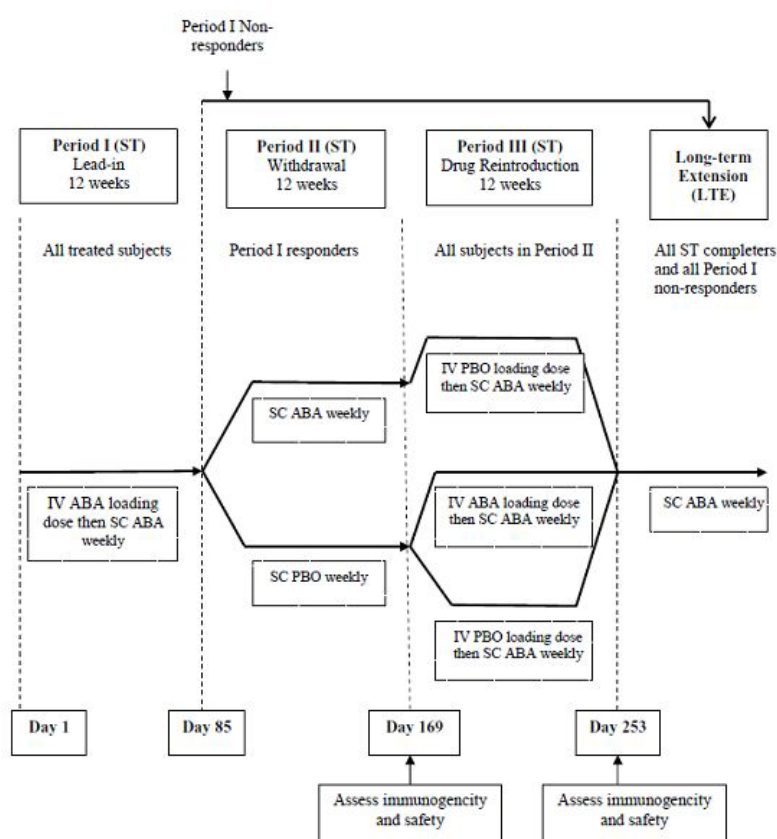 Period I Non-
responders
Period I (ST)
Lead-in
12 weeks
Period II (ST)
Withdrawal
12 weeks
Period III (ST)
Drug Reintroduction
12 weeks
Long-term
Extension
(LTE)
All treated subjects
Period I responders
All subjects in Period II
All ST completers
and all Period I
non-responders
IV ABA loading
dose then SC ABA
weekly
SC ABA weekly
SC PBO weekly
IV PBO loading dose
then SC ABA weekly
IV ABA loading dose
then SC ABA weekly
IV PBO loading dose
then SC ABA weekly
SC ABA weekly
Day 1
Day 85
Day 169
Day 253
Assess immunogencity
and safety
Assess immunogencity
and safety